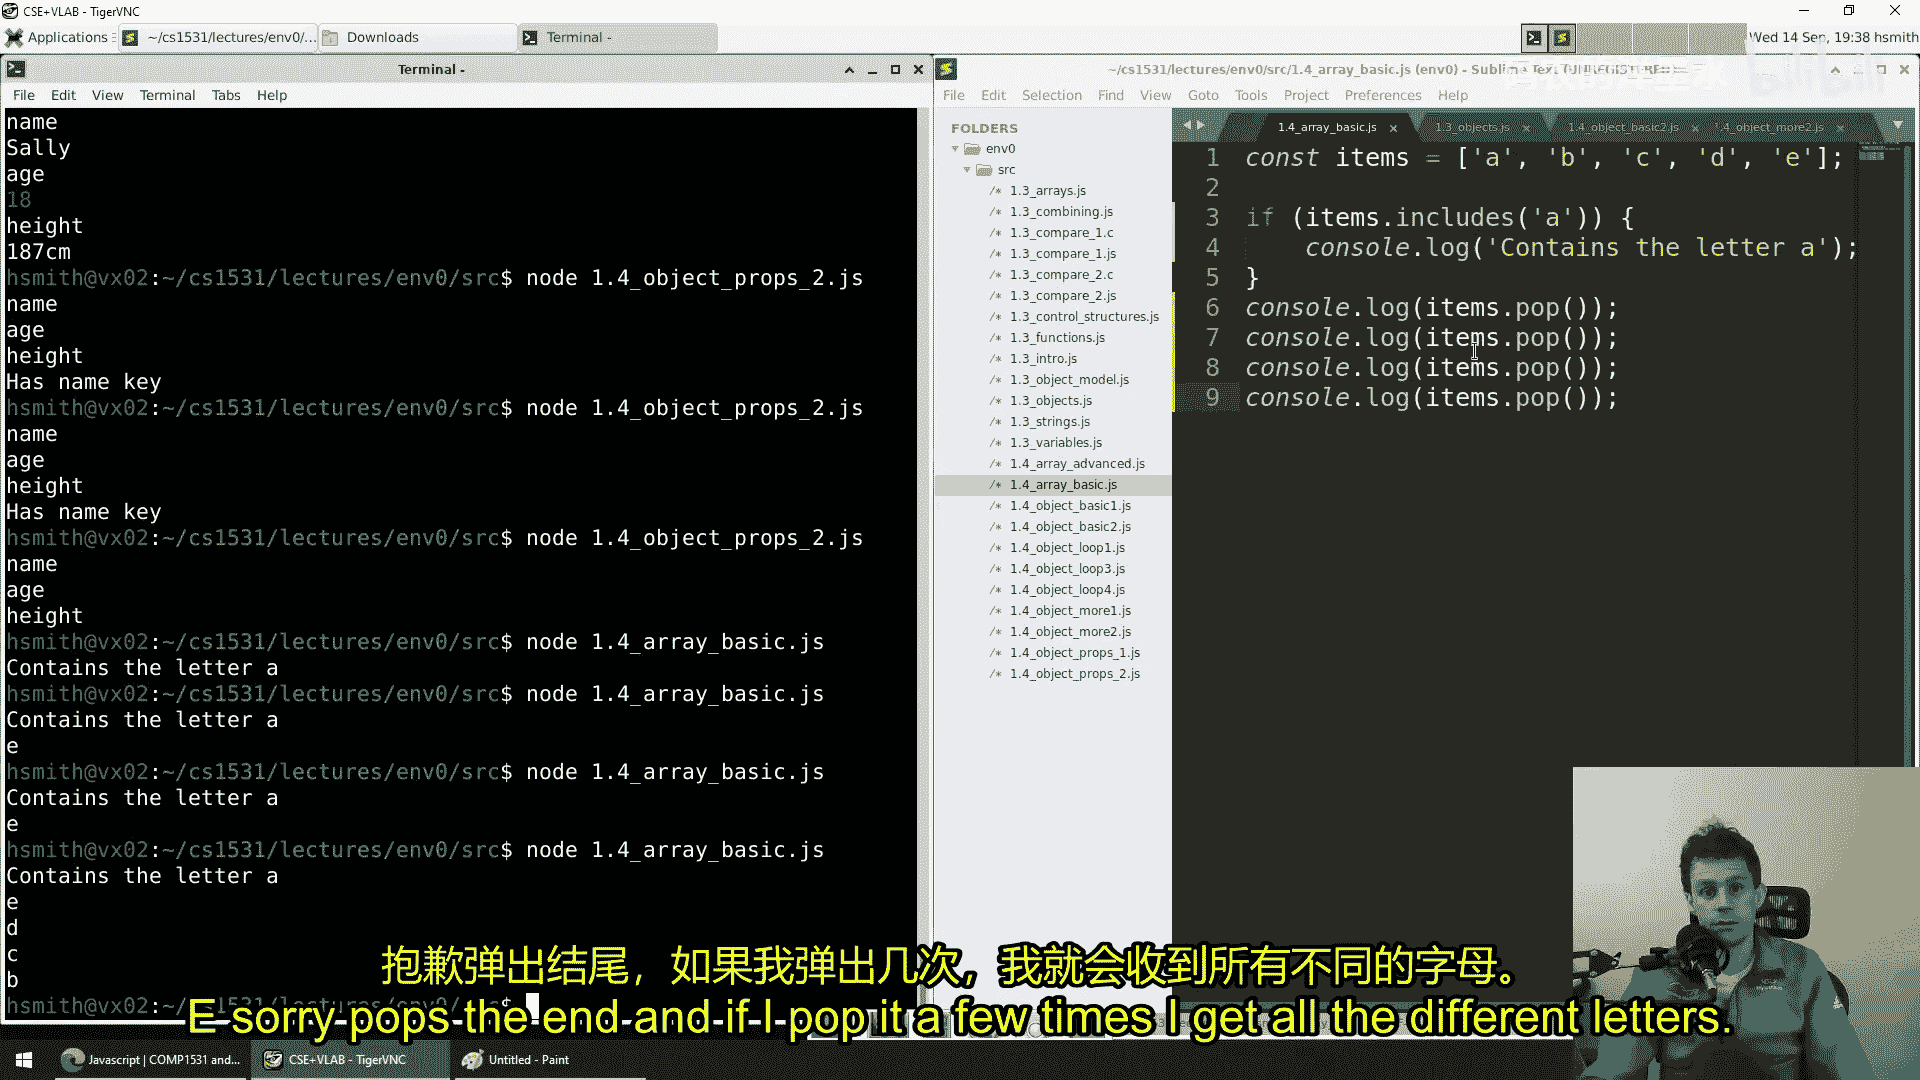 CSE+VLAB - TigerVNC
Applications
~/cs1531/lectures/env0/...
Downloads
Terminal -
Wed 14 Sep, 19:38 hsmith
Terminal -
File Edit View Terminal Tabs Help
name
Sally
age
18
height
187cm
hsmith@vx02:~/cs1531/lectures/env0/src$ node 1.4_object_props_2.js
name
age
height
Has name key
hsmith@vx02:~/cs1531/lectures/env0/src$ node 1.4_object_props_2.js
name
age
height
Has name key
hsmith@vx02:~/cs1531/lectures/env0/src$ node 1.4_object_props_2.js
name
age
height
hsmith@vx02:~/cs1531/lectures/env0/src$ node 1.4_array_basic.js
Contains the letter a
hsmith@vx02:~/cs1531/lectures/env0/src$ node 1.4_array_basic.js
Contains the letter a
e
hsmith@vx02:~/cs1531/lectures/env0/src$ node 1.4_array_basic.js
Contains the letter a
e
hsmith@vx02:~/cs1531/lectures/env0/src$ node 1.4_array_basic.js
Contains the letter a
e
d
c
b
hsmith@vx02:~/cs1531/lectures/env0/src$
~/cs1531/lectures/env0/src/1.4_array_basic.js (env0) - Sublime Text (UNREGISTERED)
File Edit Selection Find View Goto Tools Project Preferences Help
FOLDERS
env0
src
/* 1.3_arrays.js
/* 1.3_combining.js
/* 1.3_compare_1.c
/* 1.3_compare_1.js
/* 1.3_compare_2.c
/* 1.3_compare_2.js
/* 1.3_control_structures.js
/* 1.3_functions.js
/* 1.3_intro.js
/* 1.3_object_model.js
/* 1.3_objects.js
/* 1.3_strings.js
/* 1.3_variables.js
/* 1.4_array_advanced.js
/* 1.4_array_basic.js
/* 1.4_object_basic1.js
/* 1.4_object_basic2.js
/* 1.4_object_loop1.js
/* 1.4_object_loop3.js
/* 1.4_object_loop4.js
/* 1.4_object_more1.js
/* 1.4_object_more2.js
/* 1.4_object_props_1.js
/* 1.4_object_props_2.js
1.4_array_basic.js 1.3_objects.js 1.4_object_basic2.js 1.4_object_more2.js
1 const items = ['a', 'b', 'c', 'd', 'e'];
2
3 if (items.includes('a')) {
4 console.log('Contains the letter a');
5 }
6 console.log(items.pop());
7 console.log(items.pop());
8 console.log(items.pop());
9 console.log(items.pop());
抱歉弹出结尾，如果我弹出几次，我就会收到所有不同的字母。
E sorry pops the end and if I pop it a few times I get all the different letters.
Javascript | COMP1531 and...
CSE+VLAB - TigerVNC
Untitled - Paint